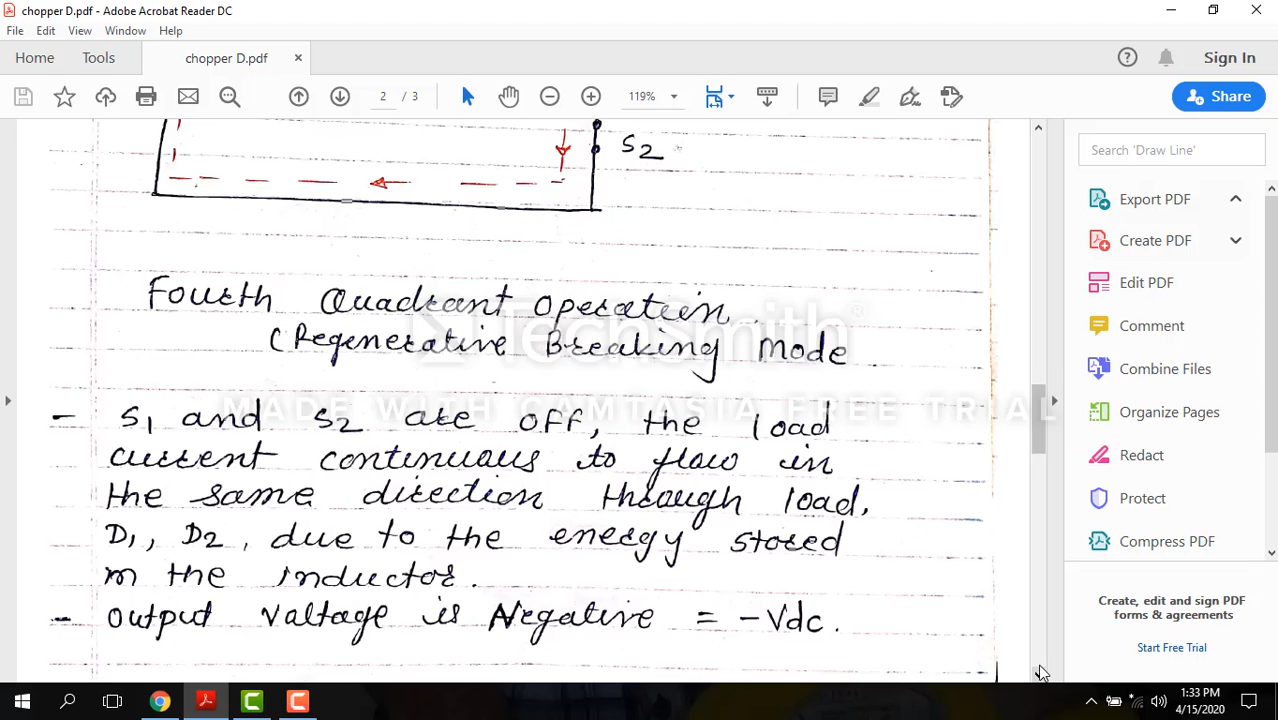 chopper D.pdf - Adobe Acrobat Reader DC
File Edit View Window Help
Home Tools chopper D.pdf × Sign In
2 / 3 119% Share
S2
Search 'Draw Line'
Export PDF
Create PDF
Edit PDF
Comment
Combine Files
Organize Pages
Redact
Protect
Compress PDF
Create, edit and sign PDF
forms & agreements
Start Free Trial
Fourth Quadrant Operation.
(Regenerative Breaking Mode
TechSmith
MADE WITH CAMTASIA FREE TRIAL
- S1 and S2 are OFF, the load
current continuous to flow in
the same direction through load,
D1, D2, due to the energy stored
in the inductor.
- Output Voltage is Negative = -Vdc.
1:33 PM
4/15/2020